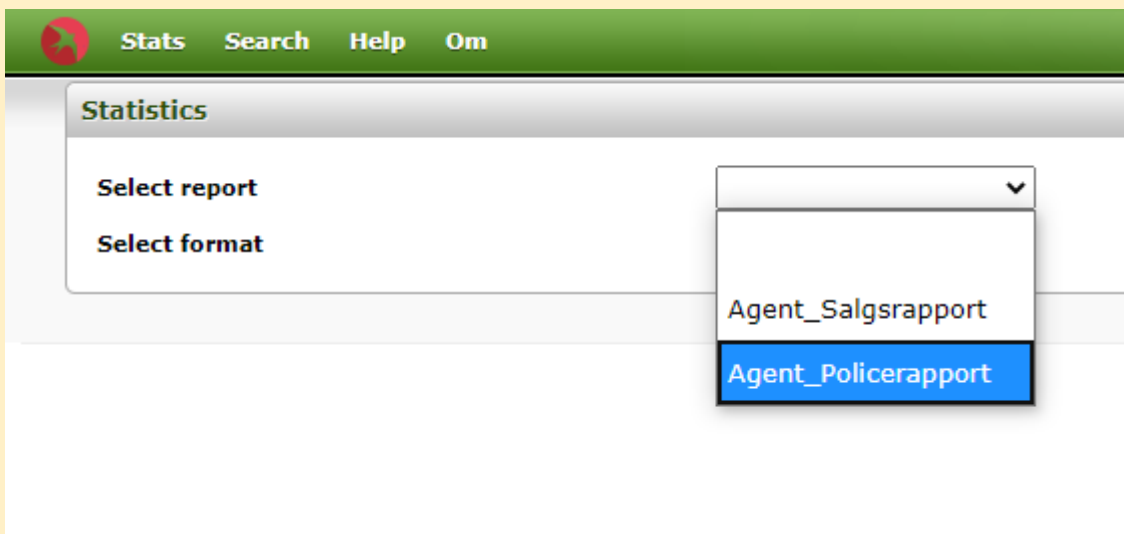 Stats Search Help Om
Statistics
Select report
Select format
Agent_Salgsrapport
Agent_Policerapport